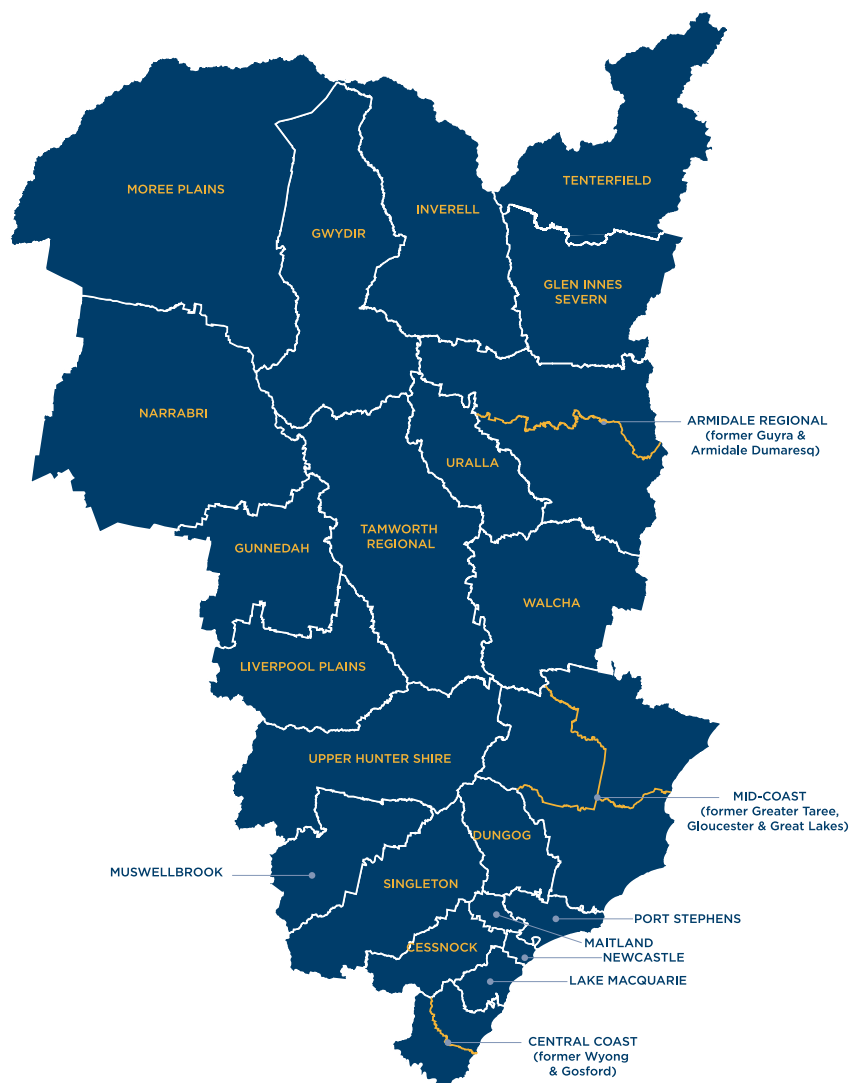 TENTERFIELD
MOREE PLAINS
INVERELL
GWYDIR
GLEN INNES
SEVERN
NARRABRI
ARMIDALE REGIONAL
(former Guyra &
Armidale Dumaresq)
URALLA
TAMWORTH
REGIONAL
GUNNEDAH
WALCHA
LIVERPOOL PLAINS
UPPER HUNTER SHIRE
MID-COAST
(former Greater Taree,
Gloucester & Great Lakes)
DUNGOG
MUSWELLBROOK
SINGLETON
PORT STEPHENS
MAITLAND
CESSNOCK
NEWCASTLE
LAKE MACQUARIE
CENTRAL COAST
(former Wyong
& Gosford)